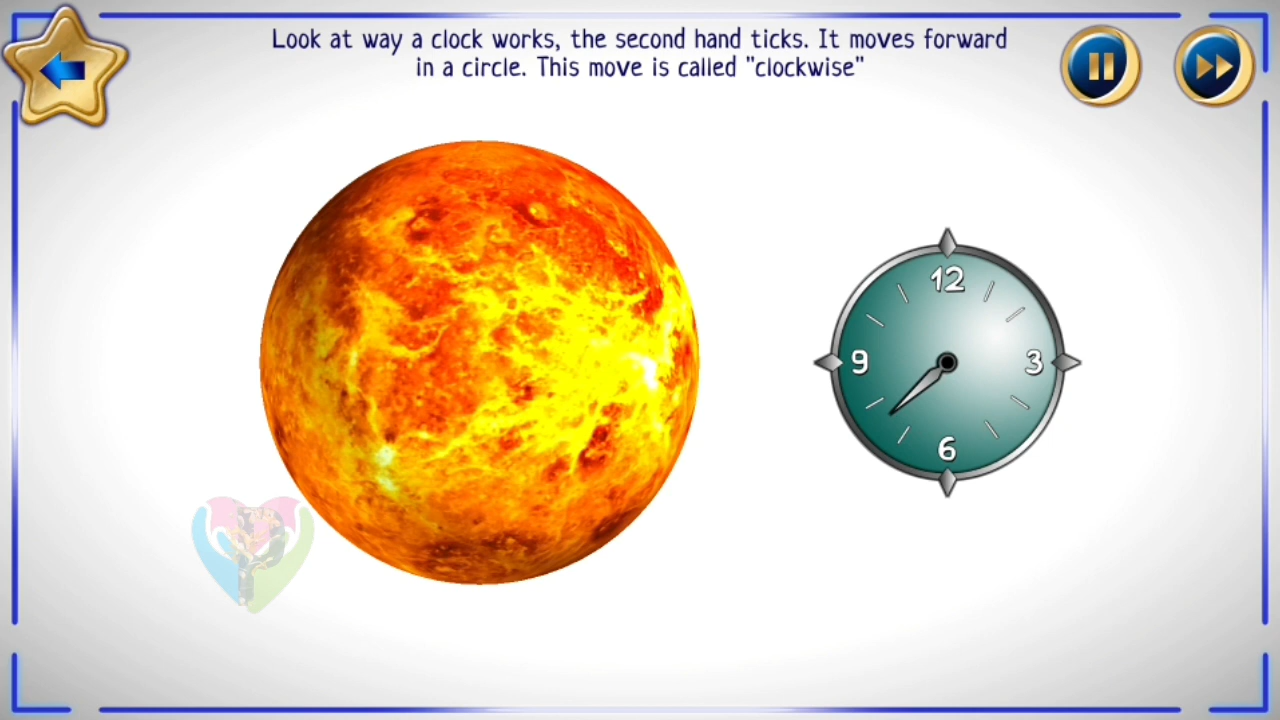 Look at way a clock works, the second hand ticks. It moves forward
in a circle. This move is called "clockwise"
12
9
3
6